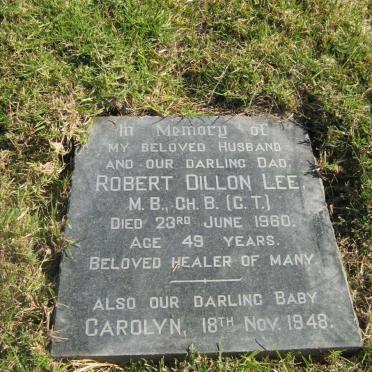 In Memory of
my beloved Husband
and our darling Dad,
Robert Dillon Lee,
M.B., Ch. B. (C.T.)
Died 23rd June 1960.
Age 49 years.
Beloved healer of many.
Also our darling Baby
Carolyn, 18th Nov. 1948.